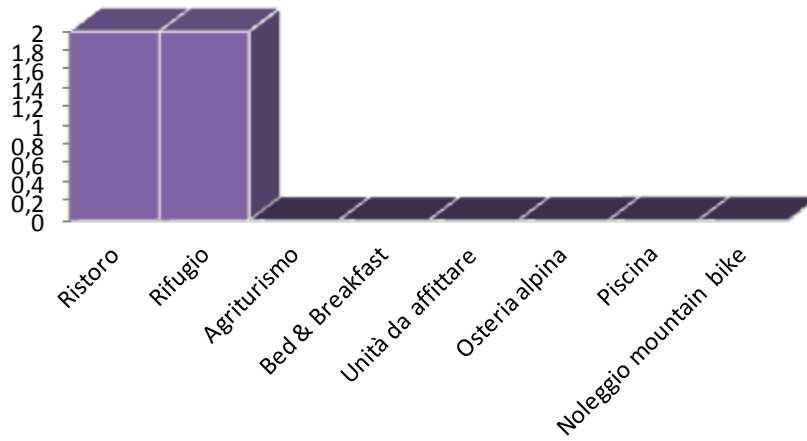 2
1,8
1,6
1,4
1,2
1
0,8
0,6
0,4
0,2
0
Ristoro
Rifugio
Agriturismo
Bed & Breakfast
Unità da affittare
Osteria alpina
Piscina
Noleggio mountain bike